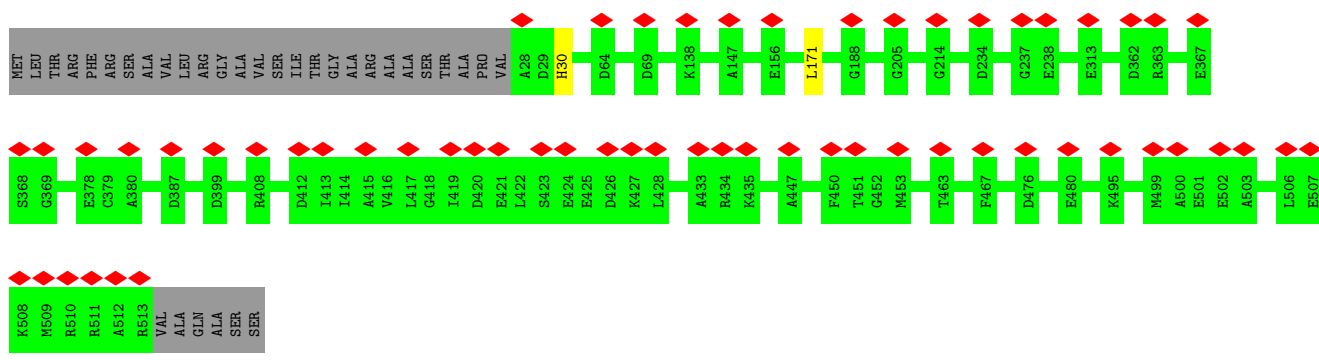 MET LEU THR ARG PHE ARG SER ALA VAL LEU ARG GLY ALA VAL SER ILE THR GLY ALA ARG ALA ALA SER THR ALA PRO VAL A28 D29 H30 D64 D69 K138 A147 E156 L171 G188 G205 G214 D234 G237 E238 E313 D362 R363 E367
S368 G369 E378 C379 A380 D387 D399 R408 D412 I413 I414 A415 V416 L417 G418 I419 D420 E421 L422 S423 E424 E425 D426 K427 L428 A433 R434 K435 A447 F450 T451 G452 M453 T463 F467 D476 E480 K495 M499 A500 E501 E502 A503 L506 E507
K508 M509 R510 R511 A512 R513 VAL ALA GLN ALA SER SER